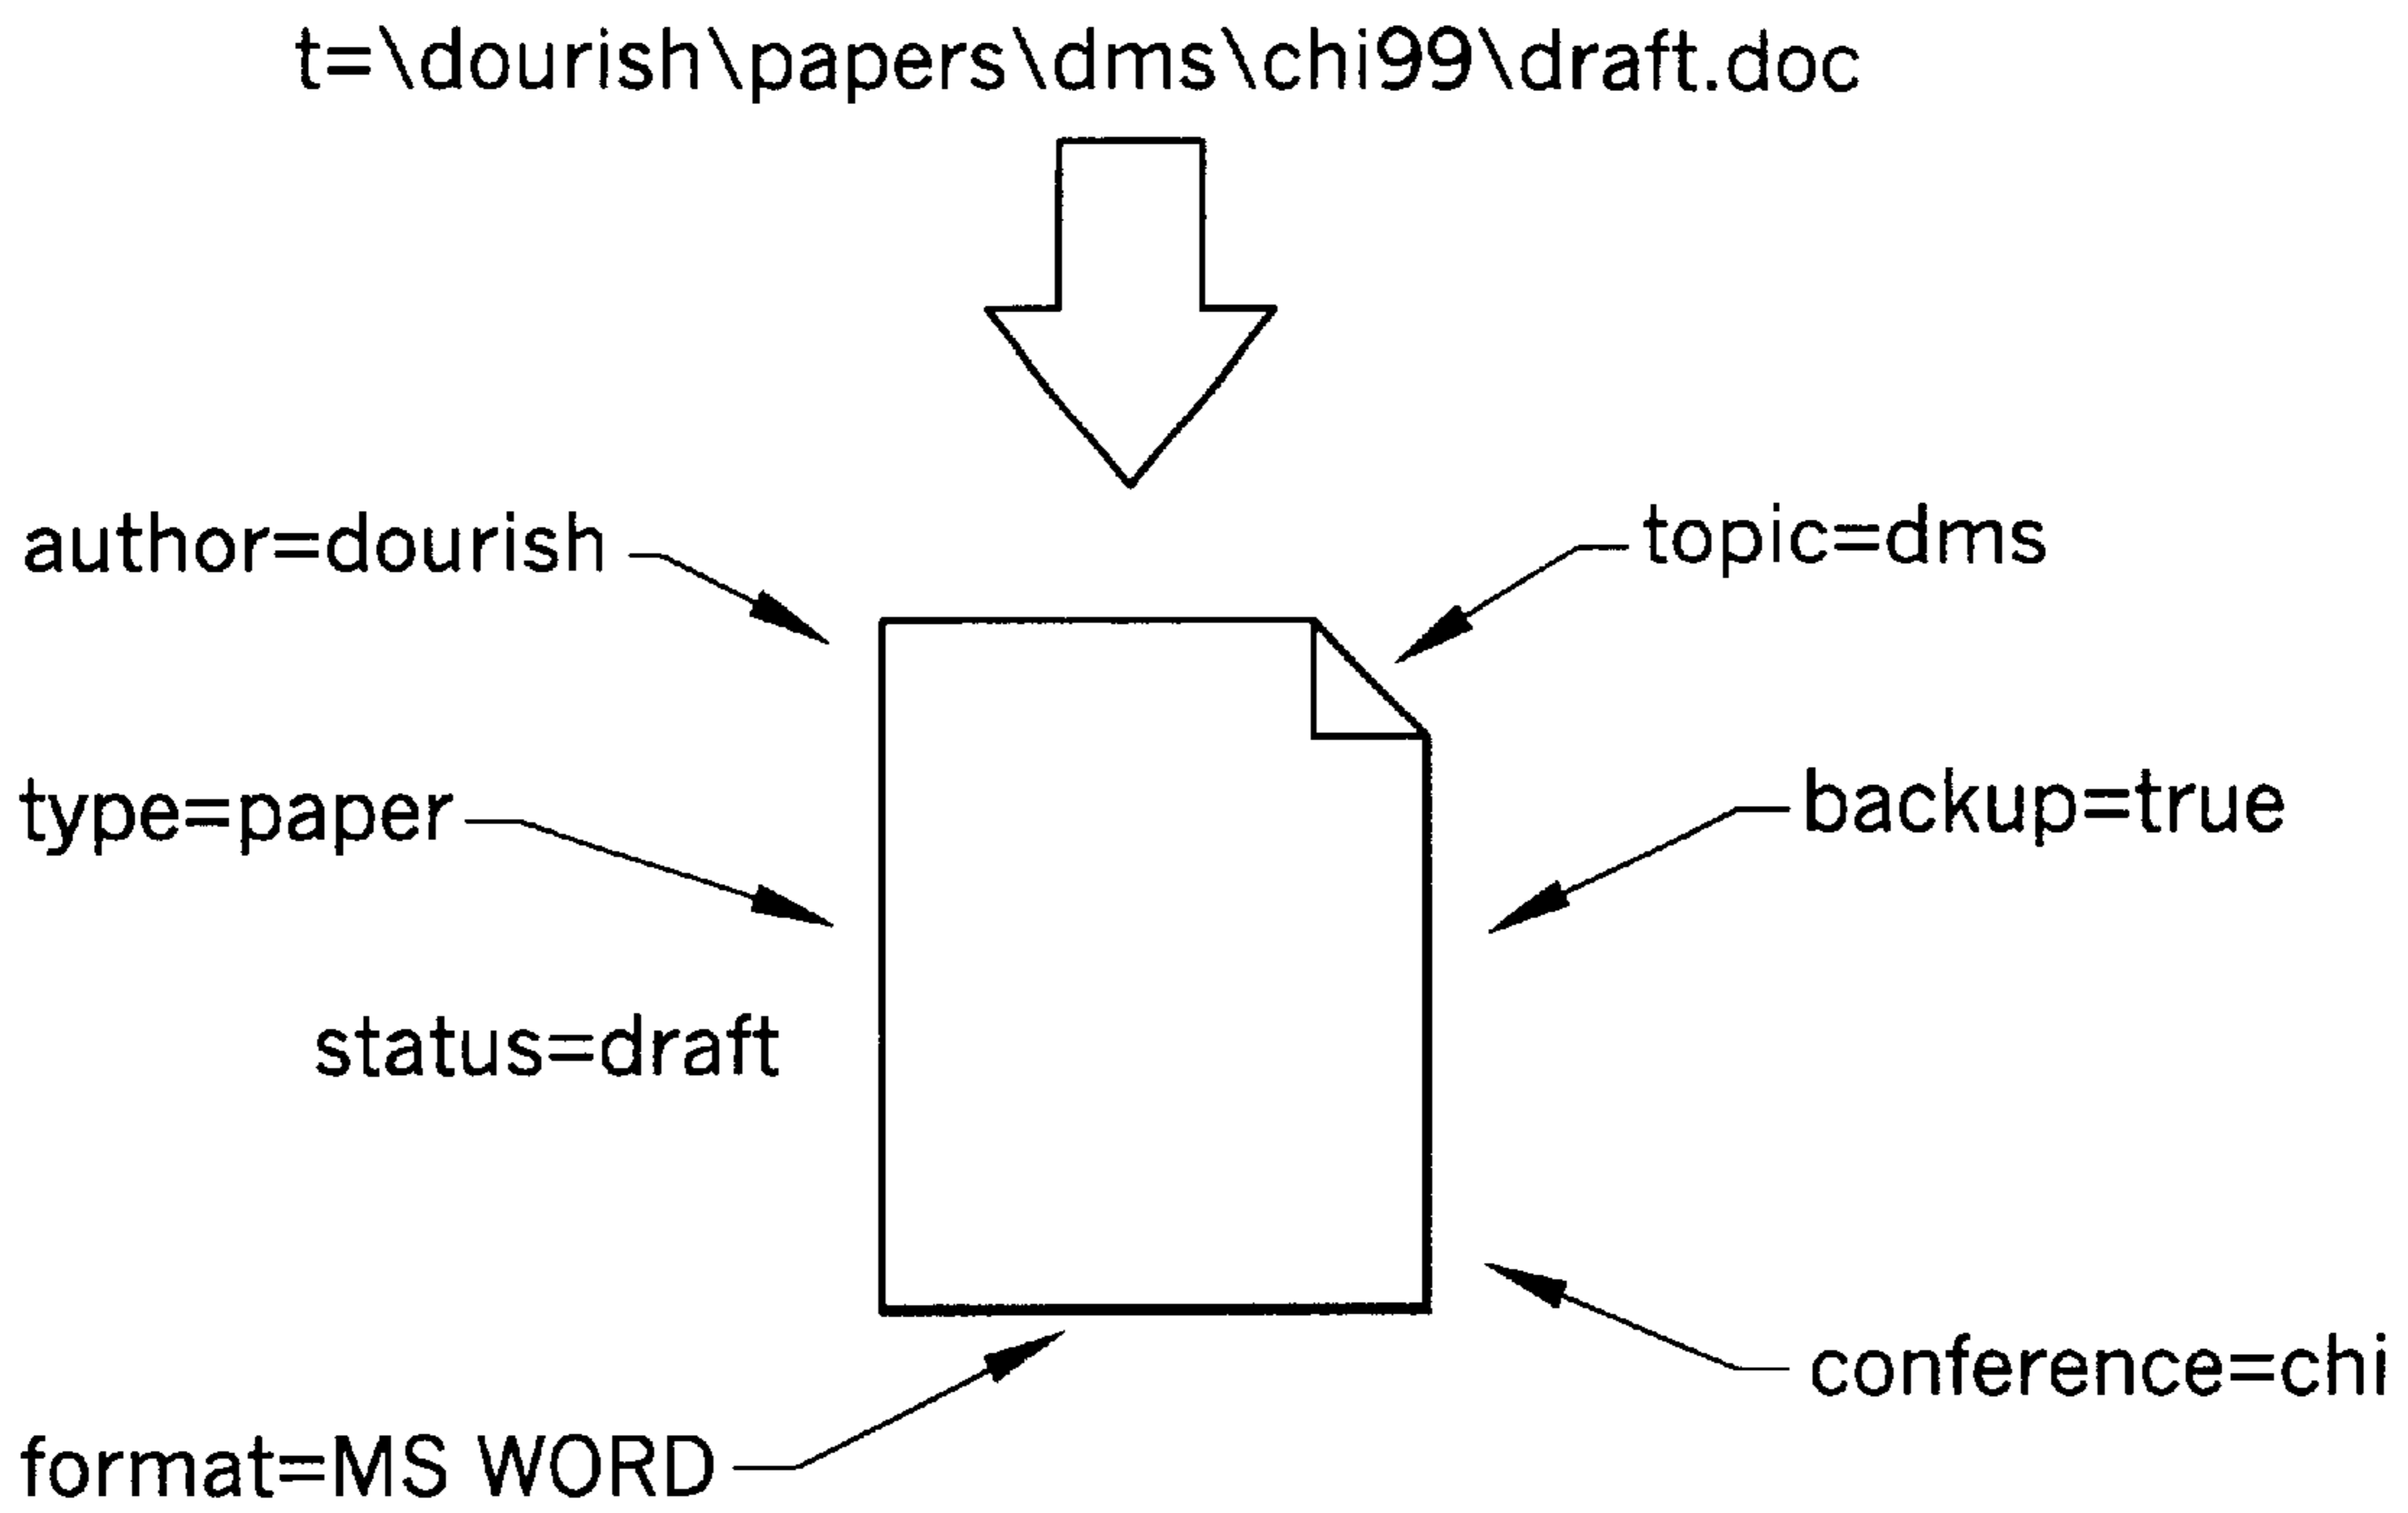 t=\dourish\papers\dms\chi99\draft.doc
author=dourish
topic=dms
type=paper
backup=true
status=draft
conference=chi
format=MS WORD